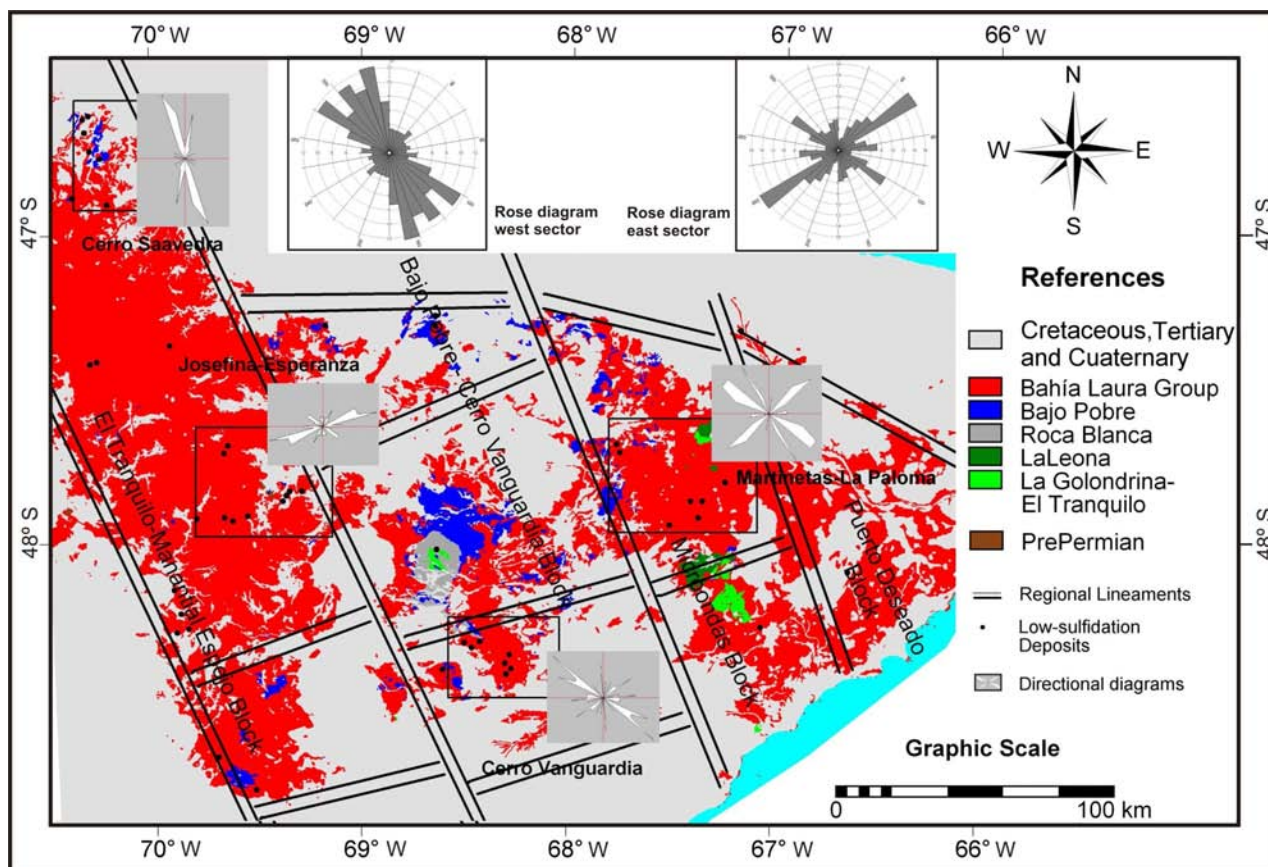 70° W
69° W
68° W
67° W
66° W
N
W
E
S
Rose diagram
west sector
Rose diagram
east sector
47° S
47° S
Cerro Saavedra
References
Cretaceous,Tertiary
and Cuaternary
Bahía Laura Group
Bajo Pobre
Roca Blanca
LaLeona
La Golondrina-
El Tranquilo
PrePermian
Regional Lineaments
Low-sulfidation
Deposits
Directional diagrams
Josefina-Esperanza
Bajo Pobre- Cerro Vanguardia Block
Martinetas-La Paloma
El Tranquilo-Manantial Espejo Block
Puerto Deseado
Block
48° S
48° S
Cerro Vanguardia
Graphic Scale
100 km
70° W
69° W
68° W
67° W
66° W